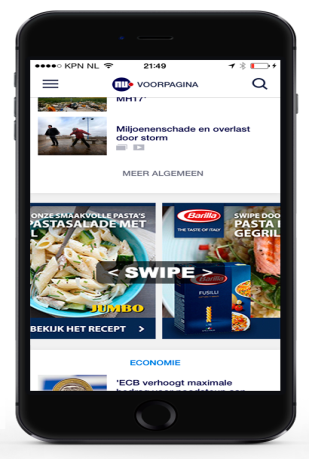 KPN NL 21:49
nu VOORPAGINA
MH17'
Miljoenenschade en overlast
door storm
MEER ALGEMEEN
ONZE SMAAKVOLLE PASTA'S
PASTASALADE MET
JUMBO
BEKIJK HET RECEPT >
< SWIPE >
Barilla
THE TASTE OF ITALY
SWIPE DOO
PASTA
GEGRIL
Barilla
FUSILLI
ECONOMIE
'ECB verhoogt maximale